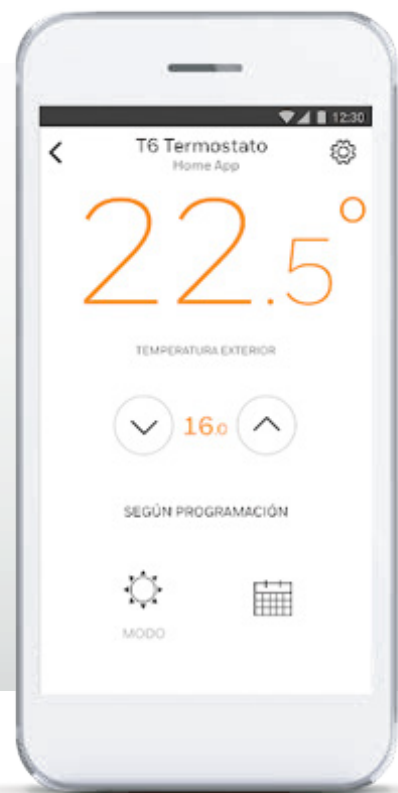 12:30
T6 Termostato
Home App
22.5°
TEMPERATURA EXTERIOR
16.0
SEGÚN PROGRAMACIÓN
MODO